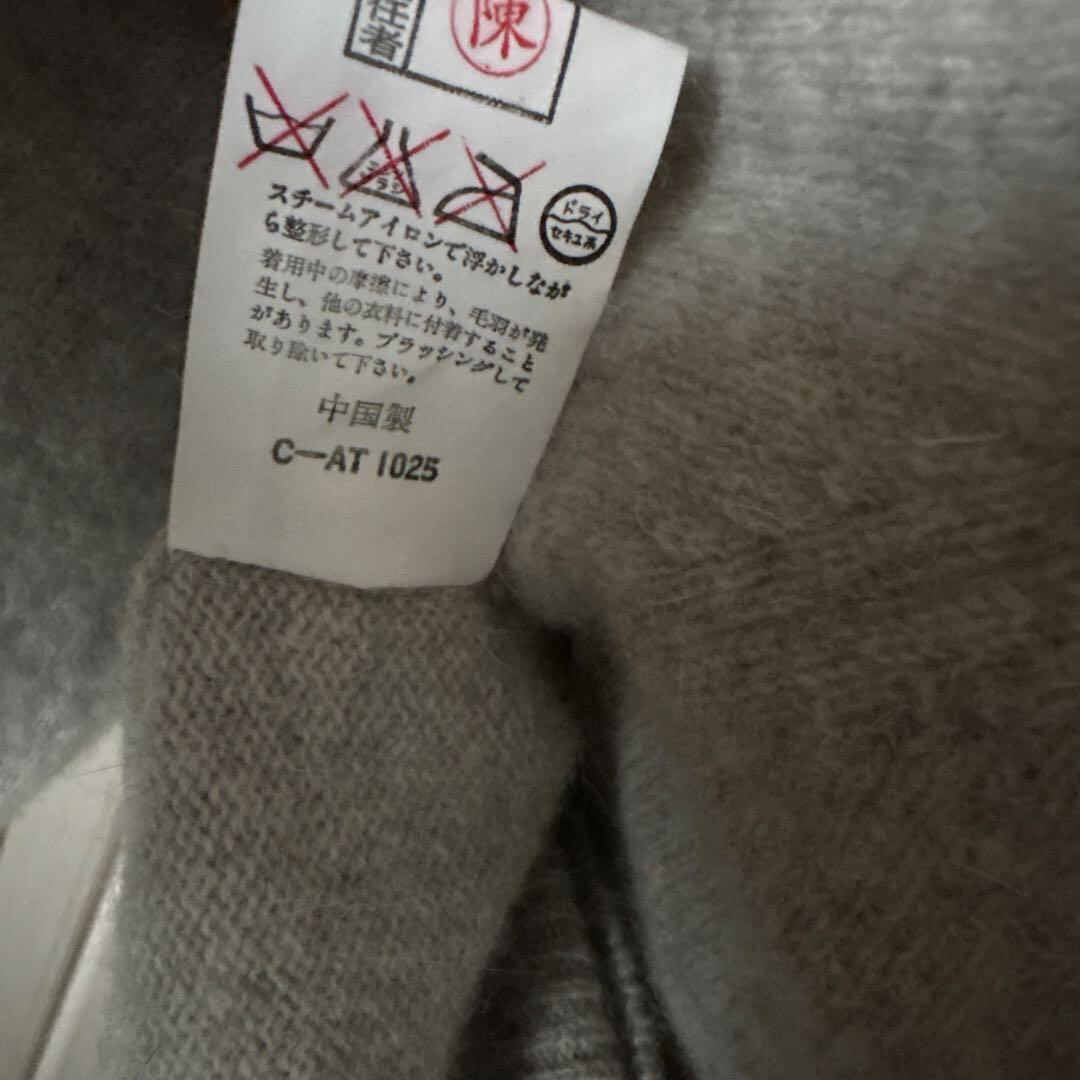 任者
陳
ドライ
セキユ系
スチームアイロンで浮かしなが
ら整形して下さい。
着用中の摩擦により、毛羽が発
生し、他の衣料に付着すること
があります。ブラッシングして
取り除いて下さい。
中国製
C—AT 1025